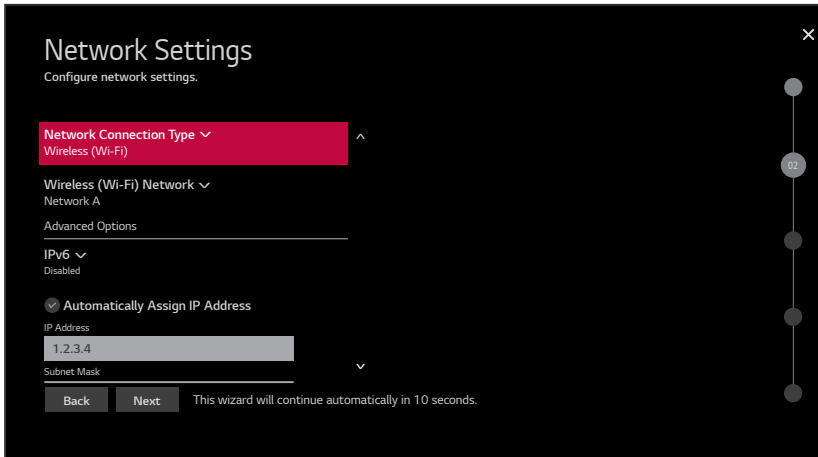 Network Settings
Configure network settings.
Network Connection Type
Wireless (Wi-Fi)
02
Wireless (Wi-Fi) Network
Network A
Advanced Options
IPv6
Disabled
Automatically Assign IP Address
IP Address
1.2.3.4
Subnet Mask
Back Next This wizard will continue automatically in 10 seconds.